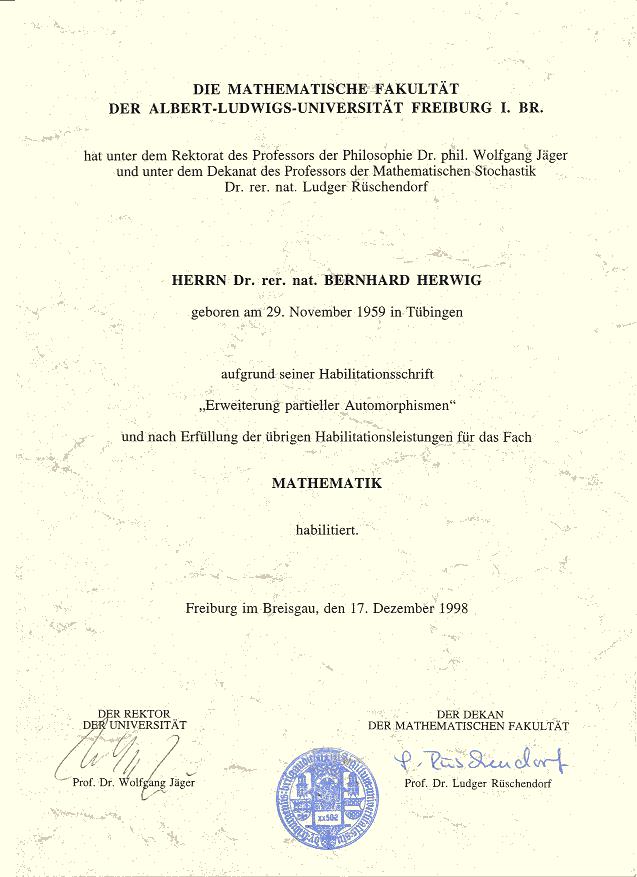 DIE MATHEMATISCHE FAKULTÄT
DER ALBERT-LUDWIGS-UNIVERSITÄT FREIBURG I. BR.
hat unter dem Rektorat des Professors der Philosophie Dr. phil. Wolfgang Jäger
und unter dem Dekanat des Professors der Mathematischen Stochastik
Dr. rer. nat. Ludger Rüschendorf
HERRN Dr. rer. nat. BERNHARD HERWIG
geboren am 29. November 1959 in Tübingen
aufgrund seiner Habilitationsschrift
„Erweiterung partieller Automorphismen“
und nach Erfüllung der übrigen Habilitationsleistungen für das Fach
MATHEMATIK
habilitiert.
Freiburg im Breisgau, den 17. Dezember 1998
DER REKTOR
DER UNIVERSITÄT
Prof. Dr. Wolfgang Jäger
DER DEKAN
DER MATHEMATISCHEN FAKULTÄT
L. Rüschendorf
Prof. Dr. Ludger Rüschendorf